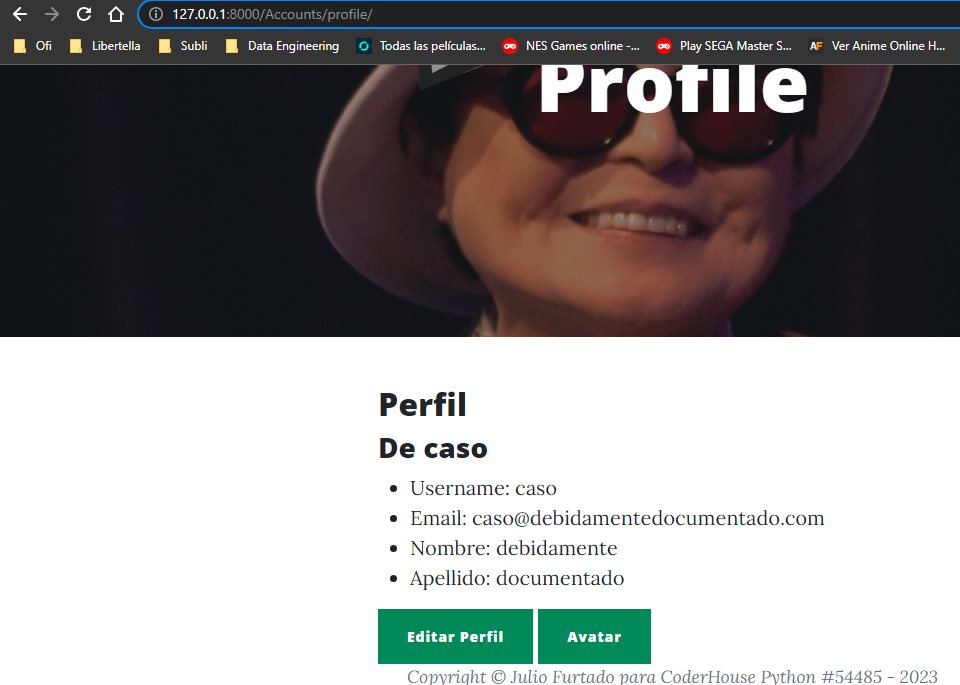 127.0.0.1:8000/Accounts/profile/
Ofi Libertella Subli Data Engineering Todas las películas... NES Games online -... Play SEGA Master S... AF Ver Anime Online H...
Profile
Perfil
De caso
Username: caso
Email: caso@debidamentedocumentado.com
Nombre: debidamente
Apellido: documentado
Editar Perfil Avatar
Copyright © Julio Furtado para CoderHouse Python #54485 - 2023